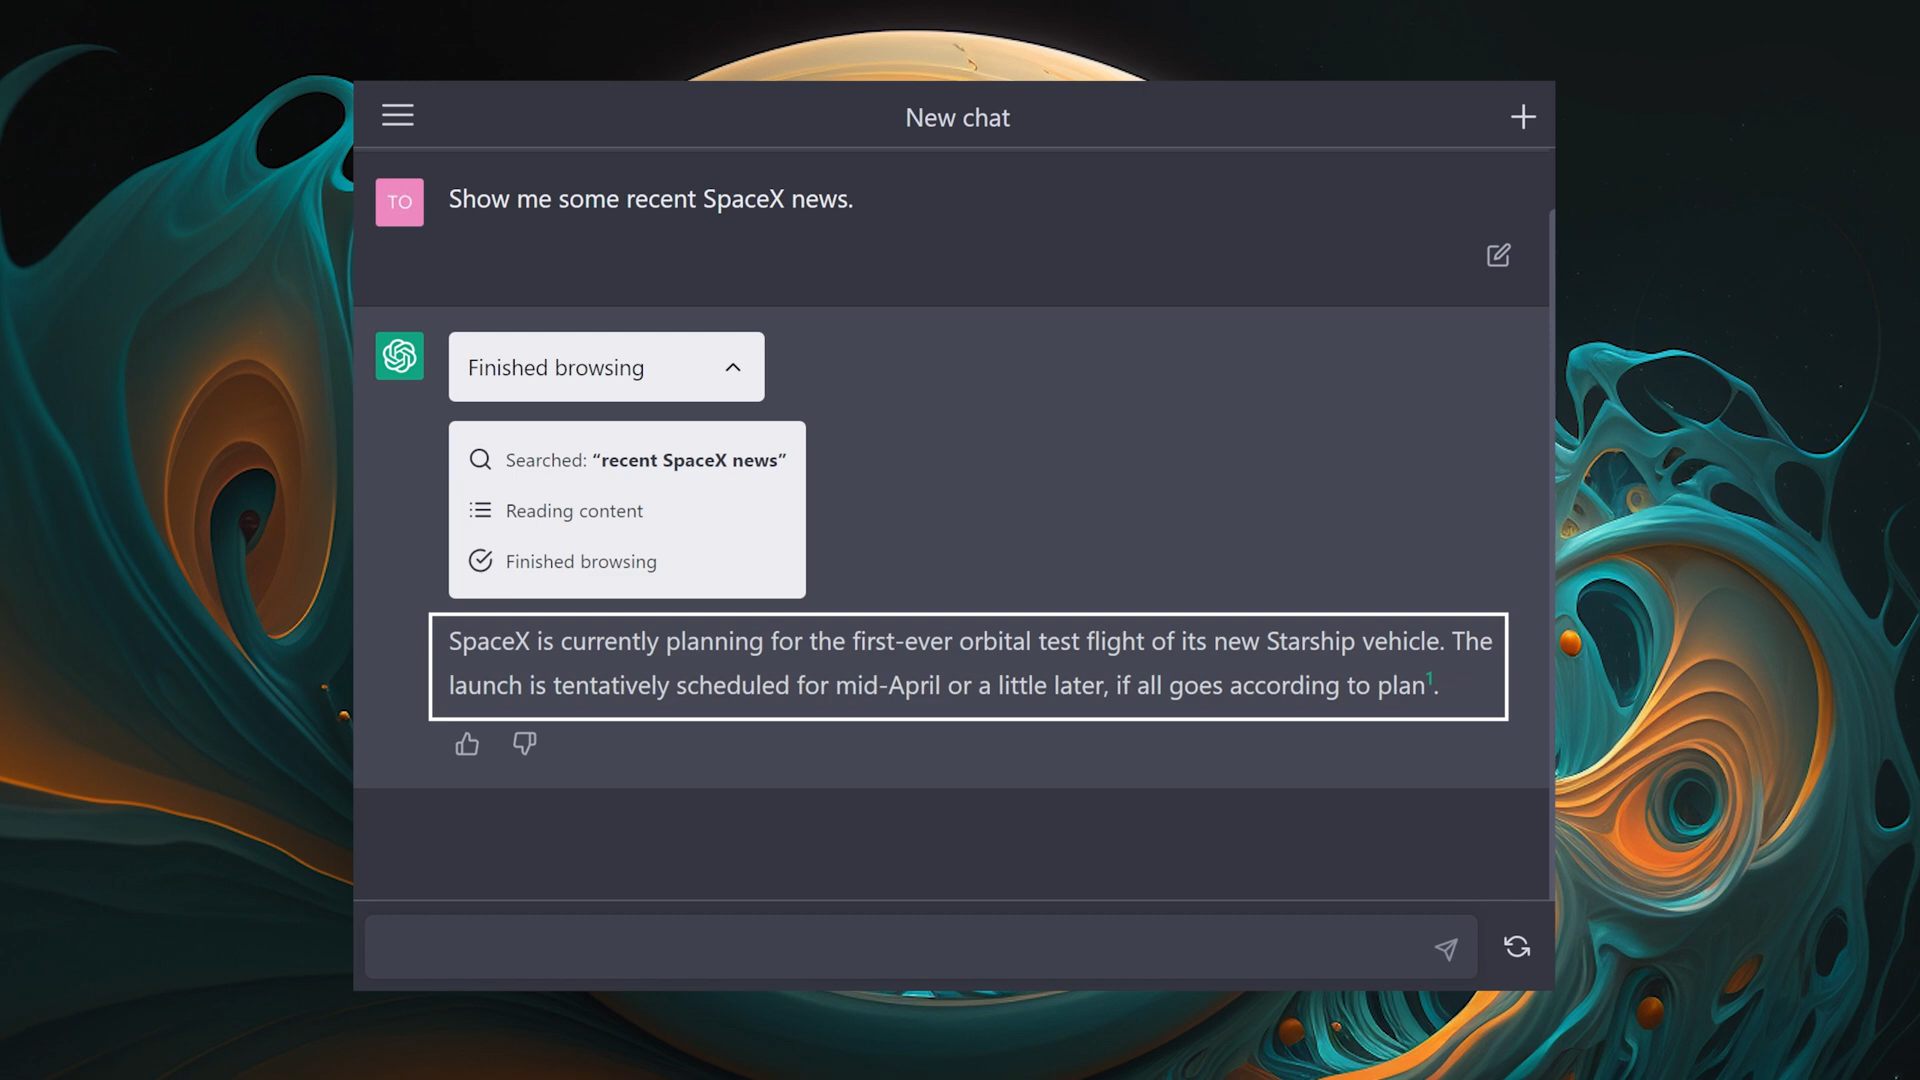 New chat
TO
Show me some recent SpaceX news.
Finished browsing
Searched: “recent SpaceX news”
Reading content
Finished browsing
SpaceX is currently planning for the first-ever orbital test flight of its new Starship vehicle. The
launch is tentatively scheduled for mid-April or a little later, if all goes according to plan¹.